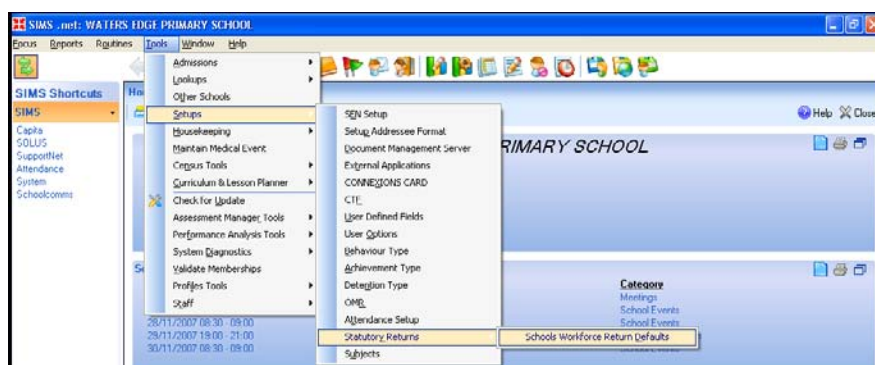 SIMS .net: WATERS EDGE PRIMARY SCHOOL
Focus Reports Routines Tools Window Help
SIMS Shortcuts
SIMS
Capita
SOLUS
SupportNet
Attendance
System
Schoolcomms
Admissions
Lookups
Other Schools
Setups
Housekeeping
Maintain Medical Event
Census Tools
Curriculum & Lesson Planner
Check for Update
Assessment Manager Tools
Performance Analysis Tools
System Diagnostics
Validate Memberships
Profiles Tools
Staff
SEN Setup
Setup Addressee Format
Document Management Server
External Applications
CONNEXIONS CARD
CTF
User Defined Fields
User Options
Behaviour Type
Achievement Type
Detention Type
OMR
Attendance Setup
Statutory Returns
Subjects
Schools Workforce Return Defaults
Help Close
PRIMARY SCHOOL
Category
Meetings
School Events
School Events
28/11/2007 08:30 - 09:00
29/11/2007 19:00 - 21:00
30/11/2007 08:30 - 09:00